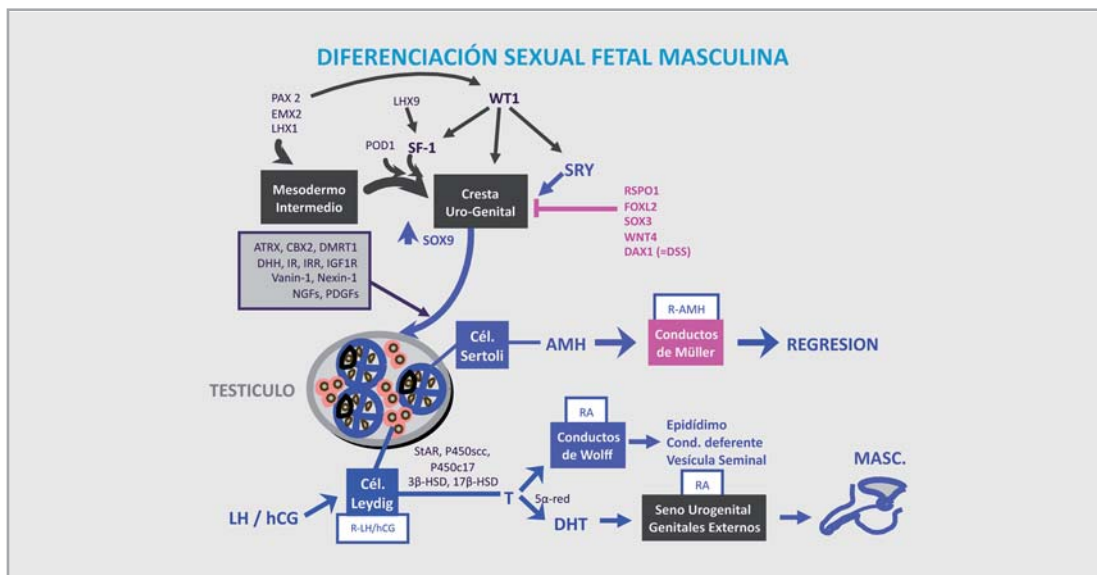 DIFERENCIACIÓN SEXUAL FETAL MASCULINA
PAX 2
EMX2
LHX1
LHX9
WT1
POD1
SF-1
SRY
Mesodermo
Intermedio
Cresta
Uro-Genital
RSPO1
FOXL2
SOX3
WNT4
DAX1 (=DSS)
SOX9
ATRX, CBX2, DMRT1
DHH, IR, IRR, IGF1R
Vanin-1, Nexin-1
NGFs, PDGFs
TESTICULO
Cél.
Sertoli
AMH
R-AMH
Conductos
de Müller
REGRESION
StAR, P450scc,
P450c17
3β-HSD, 17β-HSD
LH / hCG
Cél.
Leydig
R-LH/hCG
T
5α-red
RA
Conductos
de Wolff
Epidídimo
Cond. deferente
Vesícula Seminal
DHT
RA
Seno Urogenital
Genitales Externos
MASC.